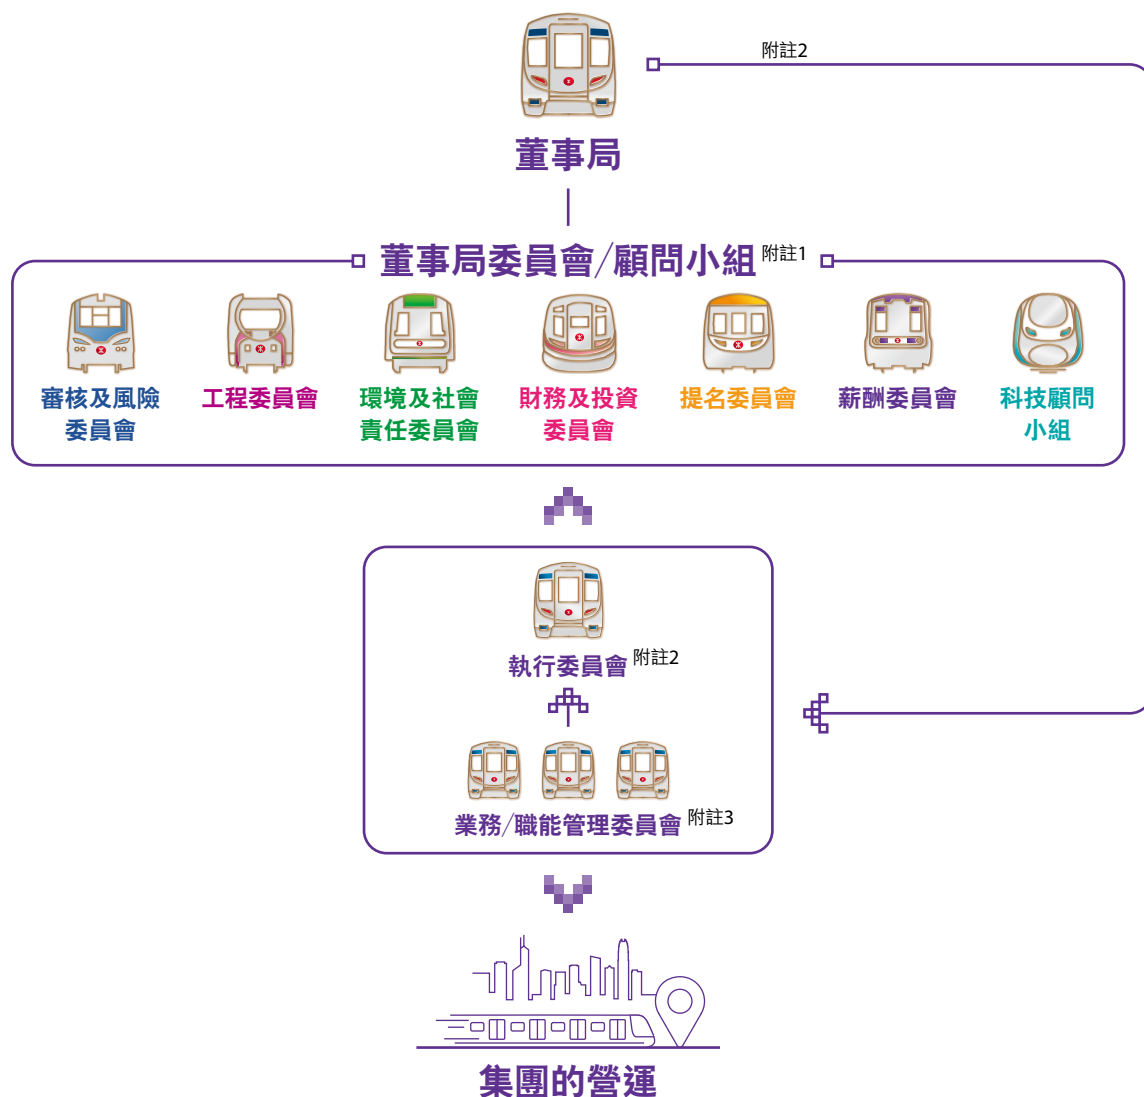 附註2
董事局
董事局委員會/顧問小組 附註1
審核及風險
委員會
工程委員會
環境及社會
責任委員會
財務及投資
委員會
提名委員會
薪酬委員會
科技顧問
小組
執行委員會 附註2
業務/職能管理委員會 附註3
集團的營運